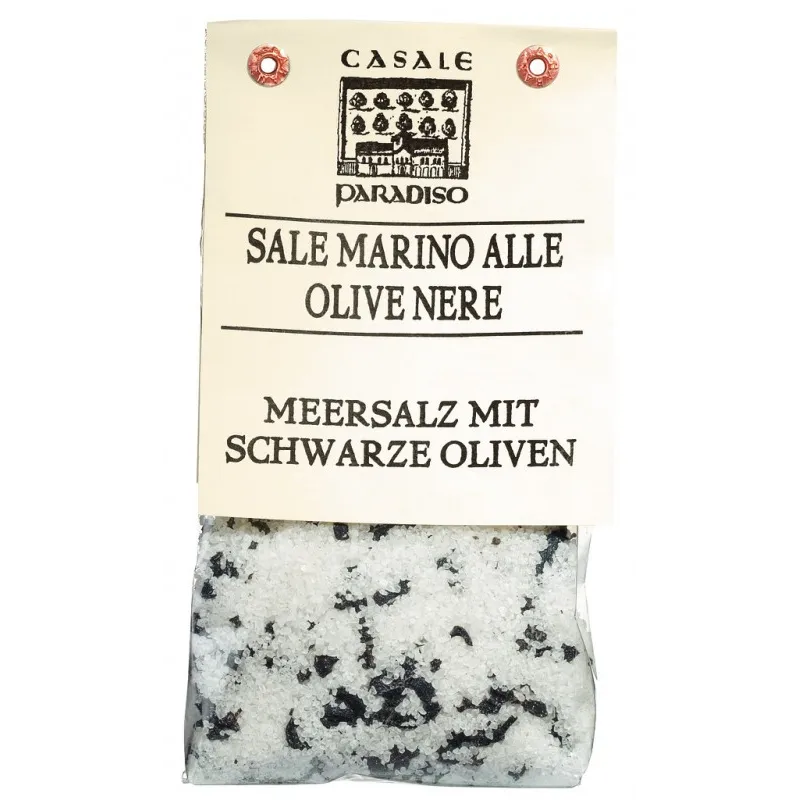 CASALE
PARADISO
SALE MARINO ALLE
OLIVE NERE
MEERSALZ MIT
SCHWARZE OLIVEN